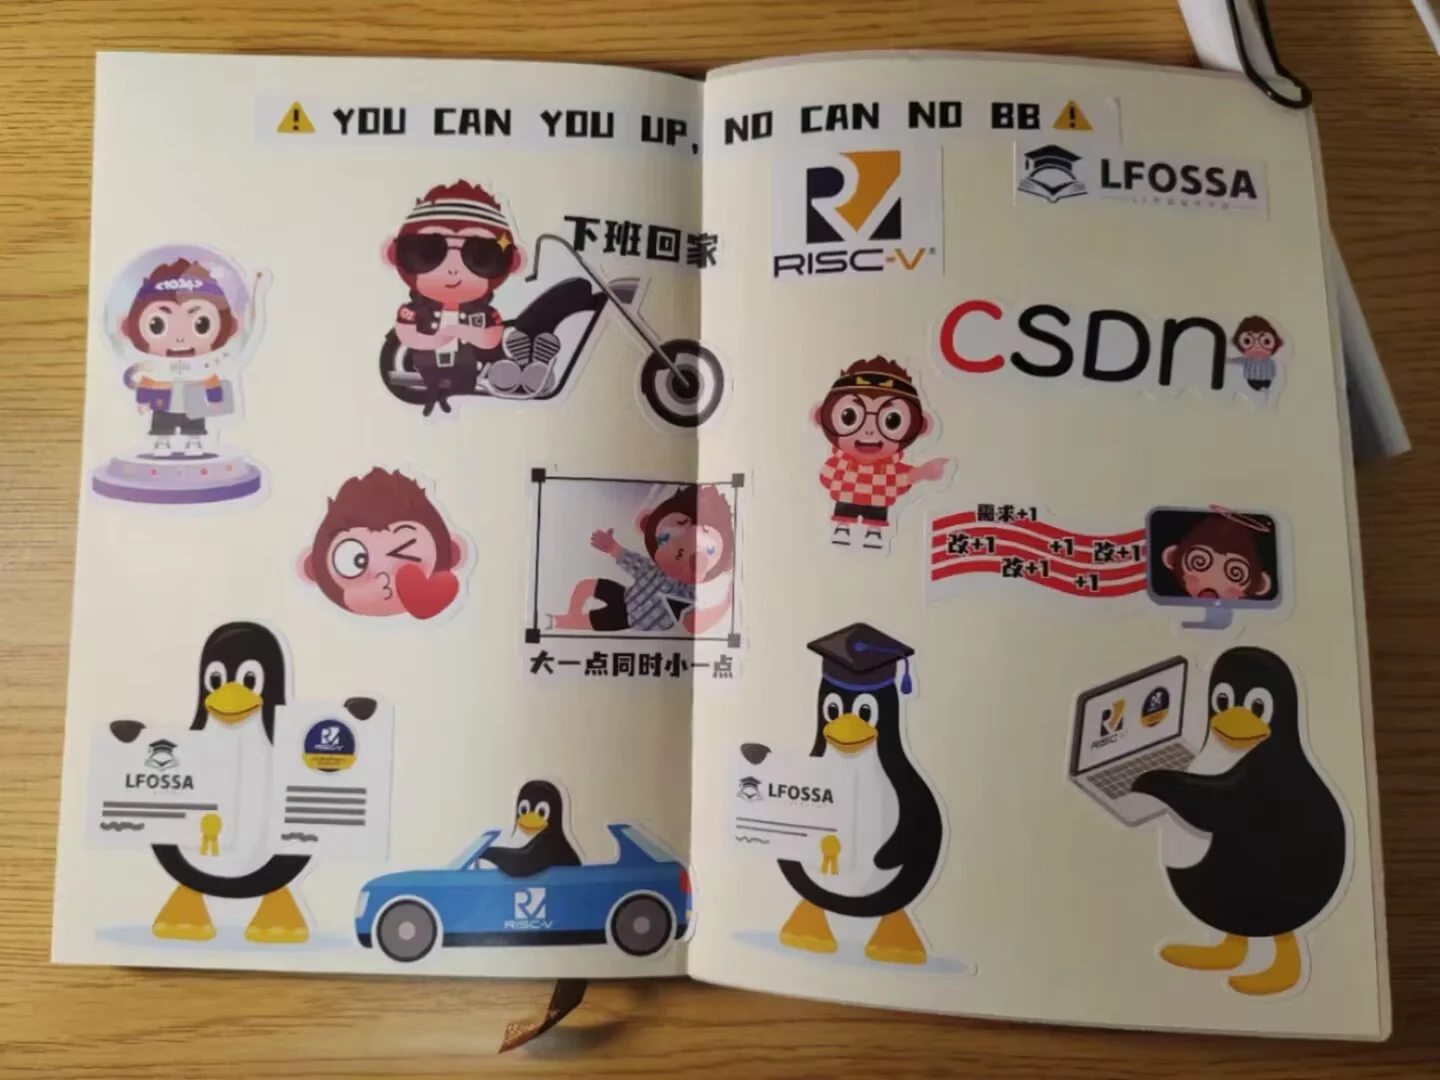 YOU CAN YOU UP, NO CAN NO BB
RISC-V
LFOSSA
下班回家
<1024>
CSDN
需求+1
改+1 +1 改+1
改+1 +1
大一点同时小一点
LFOSSA
RISC-V
RISC-V
LFOSSA
RISC-V